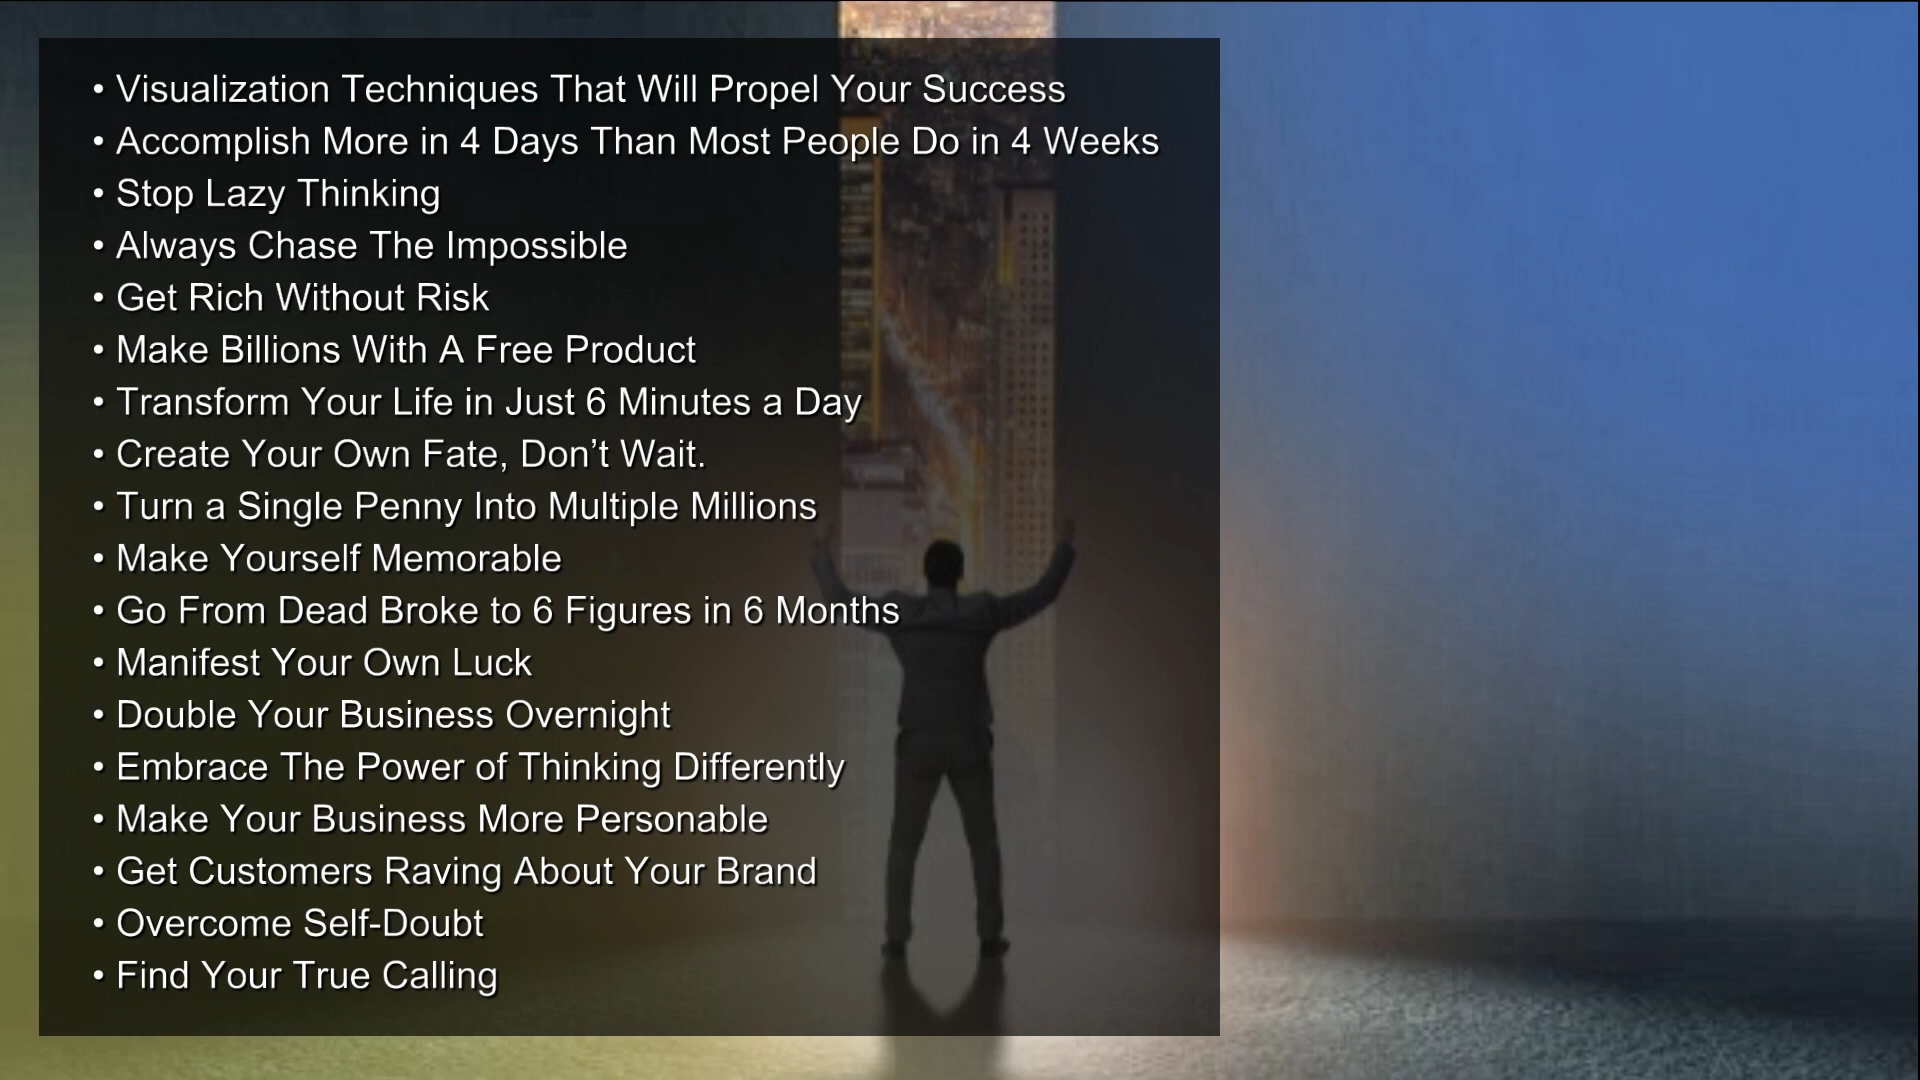 • Visualization Techniques That Will Propel Your Success
• Accomplish More in 4 Days Than Most People Do in 4 Weeks
• Stop Lazy Thinking
• Always Chase The Impossible
• Get Rich Without Risk
• Make Billions With A Free Product
• Transform Your Life in Just 6 Minutes a Day
• Create Your Own Fate, Don’t Wait.
• Turn a Single Penny Into Multiple Millions
• Make Yourself Memorable
• Go From Dead Broke to 6 Figures in 6 Months
• Manifest Your Own Luck
• Double Your Business Overnight
• Embrace The Power of Thinking Differently
• Make Your Business More Personable
• Get Customers Raving About Your Brand
• Overcome Self-Doubt
• Find Your True Calling